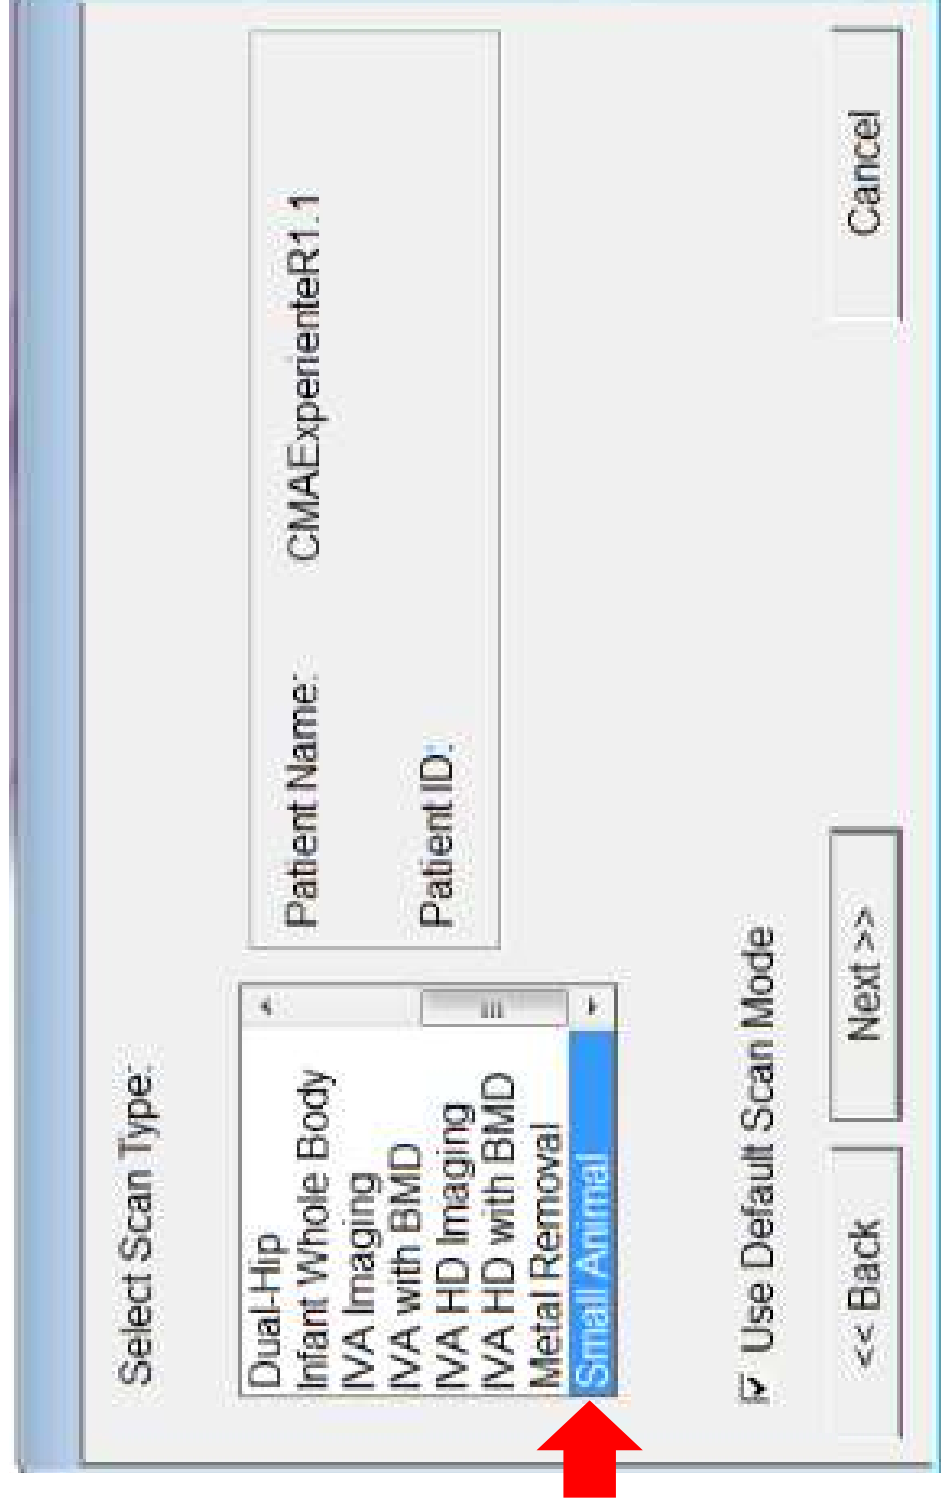 Select Scan Type:
Dual-Hip
Infant Whole Body
IVA Imaging
IVA with BMD
IVA HD Imaging
IVA HD with BMD
Metal Removal
Small Animal
Patient Name: CMAExperienteR1.1
Patient ID:
Use Default Scan Mode
<< Back
Next >>
Cancel